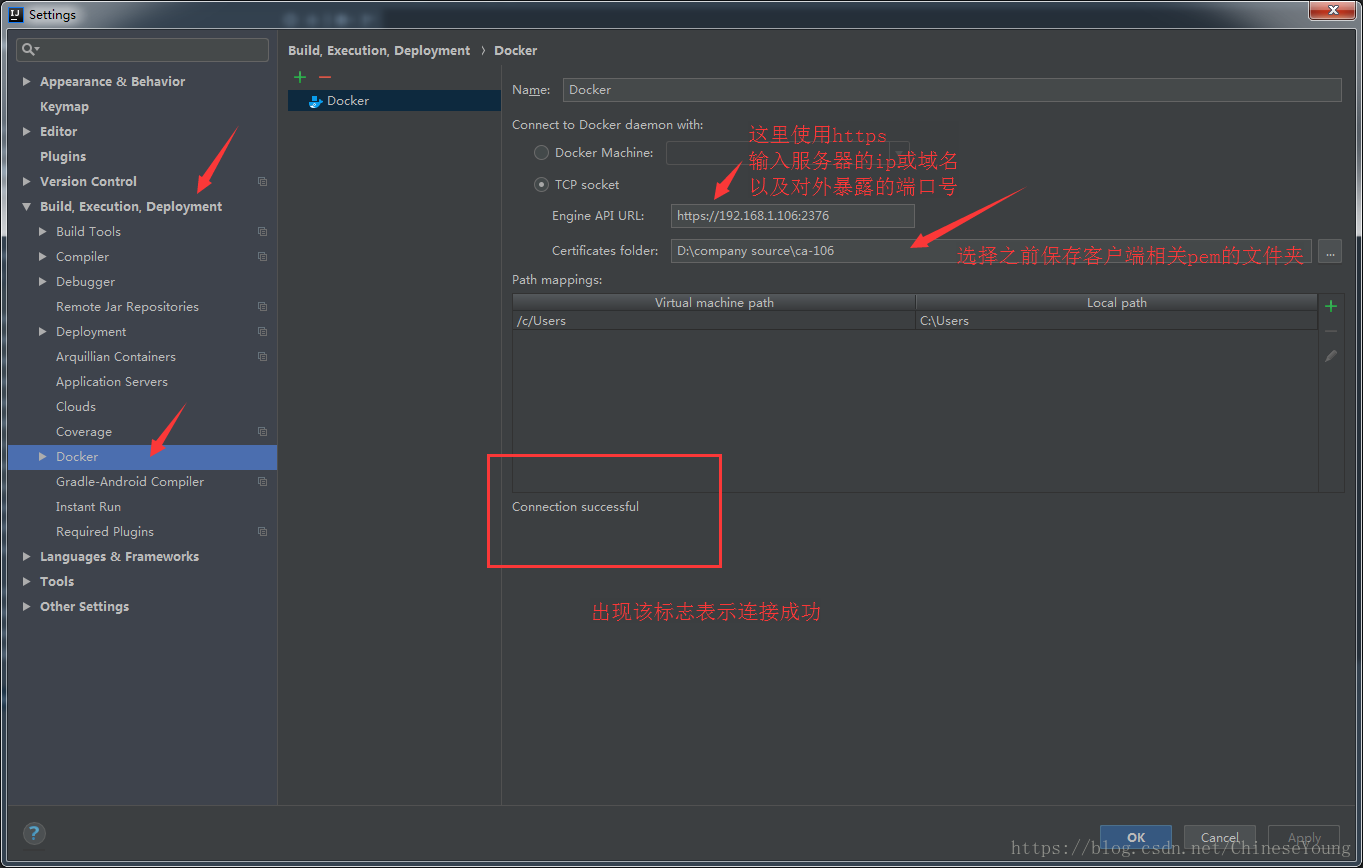 Settings
Appearance & Behavior
Keymap
Editor
Plugins
Version Control
Build, Execution, Deployment
Build Tools
Compiler
Debugger
Remote Jar Repositories
Deployment
Arquillian Containers
Application Servers
Clouds
Coverage
Docker
Gradle-Android Compiler
Instant Run
Required Plugins
Languages & Frameworks
Tools
Other Settings
Build, Execution, Deployment › Docker
Docker
Name: Docker
Connect to Docker daemon with:
Docker Machine:
TCP socket
这里使用https
输入服务器的ip或域名
以及对外暴露的端口号
Engine API URL: https://192.168.1.106:2376
Certificates folder: D:\company source\ca-106 ...
选择之前保存客户端相关pem的文件夹
Path mappings:
Virtual machine path Local path
/c/Users C:\Users
Connection successful
出现该标志表示连接成功
? OK Cancel Apply
https://blog.csdn.net/ChineseYoung